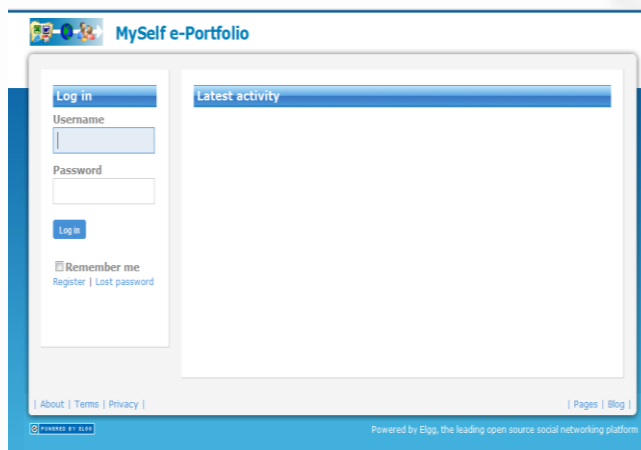 MySelf e-Portfolio
Log in
Username
Password
Log in
Remember me
Register | Lost password
Latest activity
| About | Terms | Privacy |
| Pages | Blog |
POWERED BY ELGG
Powered by Elgg, the leading open source social networking platform